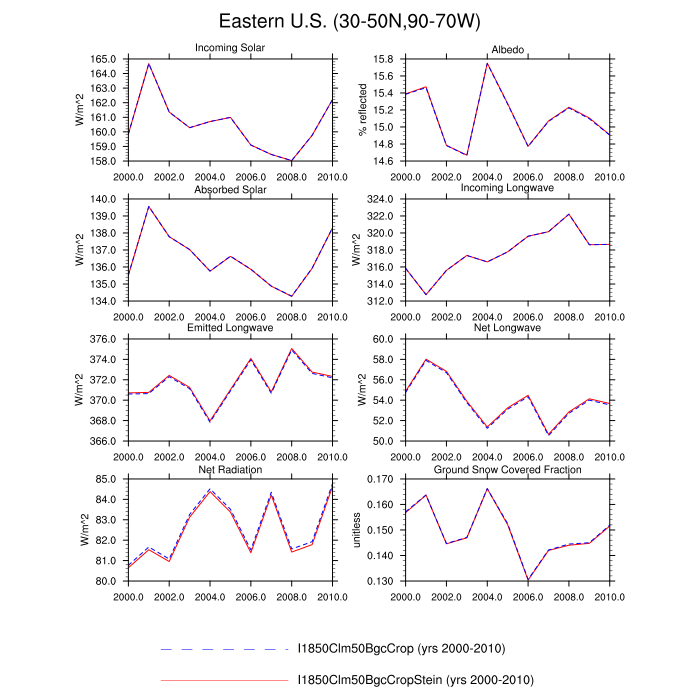 Eastern U.S. (30-50N,90-70W)
Incoming Solar
W/m^2
165.0
164.0
163.0
162.0
161.0
160.0
159.0
158.0
2000.0 2002.0 2004.0 2006.0 2008.0 2010.0
Albedo
% reflected
15.8
15.4
15.0
14.6
2000.0 2002.0 2004.0 2006.0 2008.0 2010.0
Absorbed Solar
W/m^2
140.0
139.0
138.0
137.0
136.0
135.0
134.0
2000.0 2002.0 2004.0 2006.0 2008.0 2010.0
Incoming Longwave
W/m^2
324.0
322.0
320.0
318.0
316.0
314.0
312.0
2000.0 2002.0 2004.0 2006.0 2008.0 2010.0
Emitted Longwave
W/m^2
376.0
374.0
372.0
370.0
368.0
366.0
2000.0 2002.0 2004.0 2006.0 2008.0 2010.0
Net Longwave
W/m^2
60.0
58.0
56.0
54.0
52.0
50.0
2000.0 2002.0 2004.0 2006.0 2008.0 2010.0
Net Radiation
W/m^2
85.0
84.0
83.0
82.0
81.0
80.0
2000.0 2002.0 2004.0 2006.0 2008.0 2010.0
Ground Snow Covered Fraction
unitless
0.170
0.160
0.150
0.140
0.130
2000.0 2002.0 2004.0 2006.0 2008.0 2010.0
I1850Clm50BgcCrop (yrs 2000-2010)
I1850Clm50BgcCropStein (yrs 2000-2010)